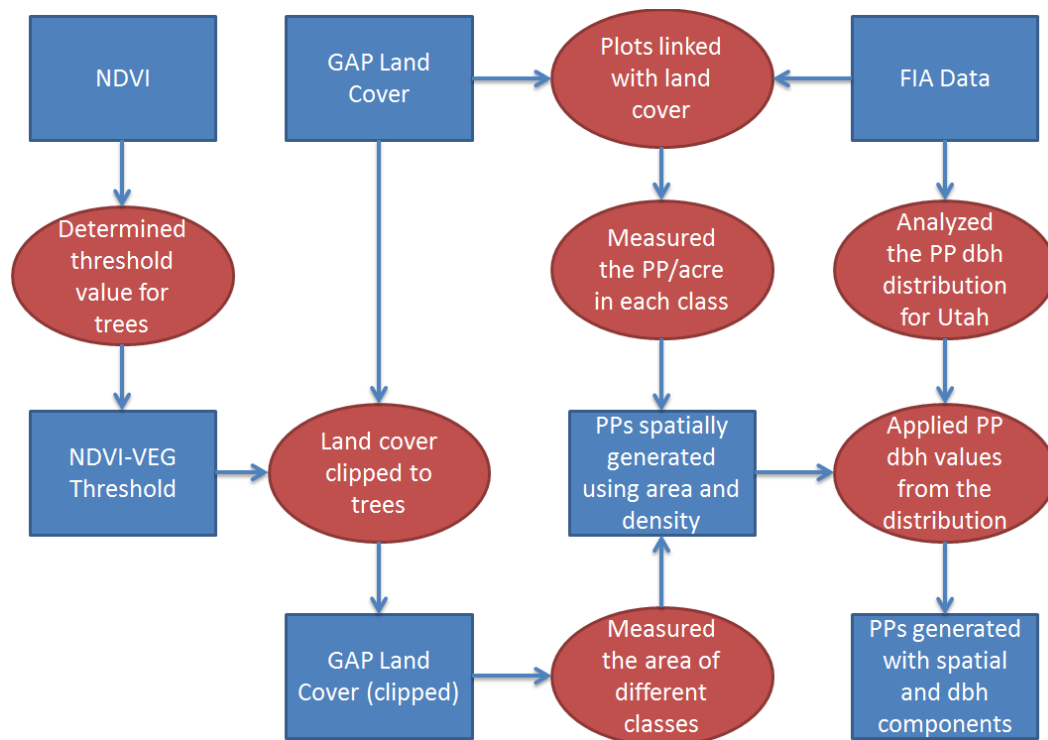 NDVI
GAP Land
Cover
Plots linked
with land
cover
FIA Data
Determined
threshold
value for
trees
Measured
the PP/acre
in each class
Analyzed
the PP dbh
distribution
for Utah
NDVI-VEG
Threshold
Land cover
clipped to
trees
PPs spatially
generated
using area and
density
Applied PP
dbh values
from the
distribution
GAP Land
Cover (clipped)
Measured
the area of
different
classes
PPs generated
with spatial
and dbh
components